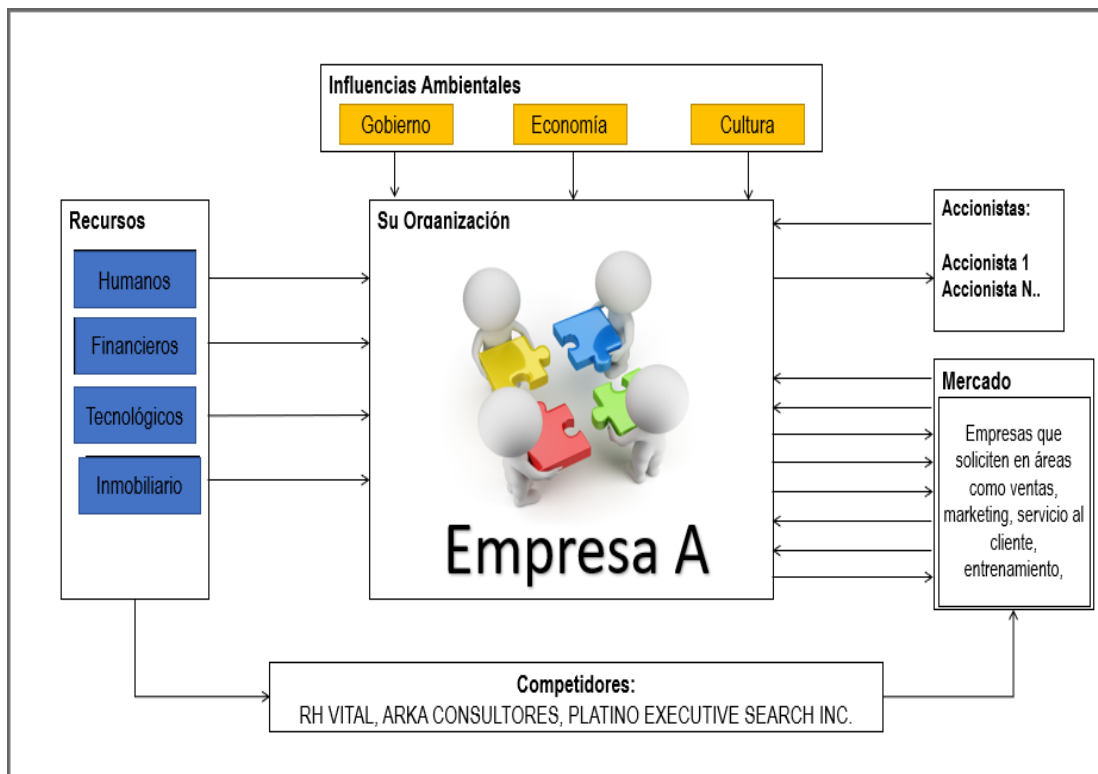 Influencias Ambientales
Gobierno
Economía
Cultura
Recursos
Humanos
Financieros
Tecnológicos
Inmobiliario
Su Organización
Empresa A
Accionistas:
Accionista 1
Accionista N..
Mercado
Empresas que
soliciten en áreas
como ventas,
marketing, servicio al
cliente,
entrenamiento,
Competidores:
RH VITAL, ARKA CONSULTORES, PLATINO EXECUTIVE SEARCH INC.